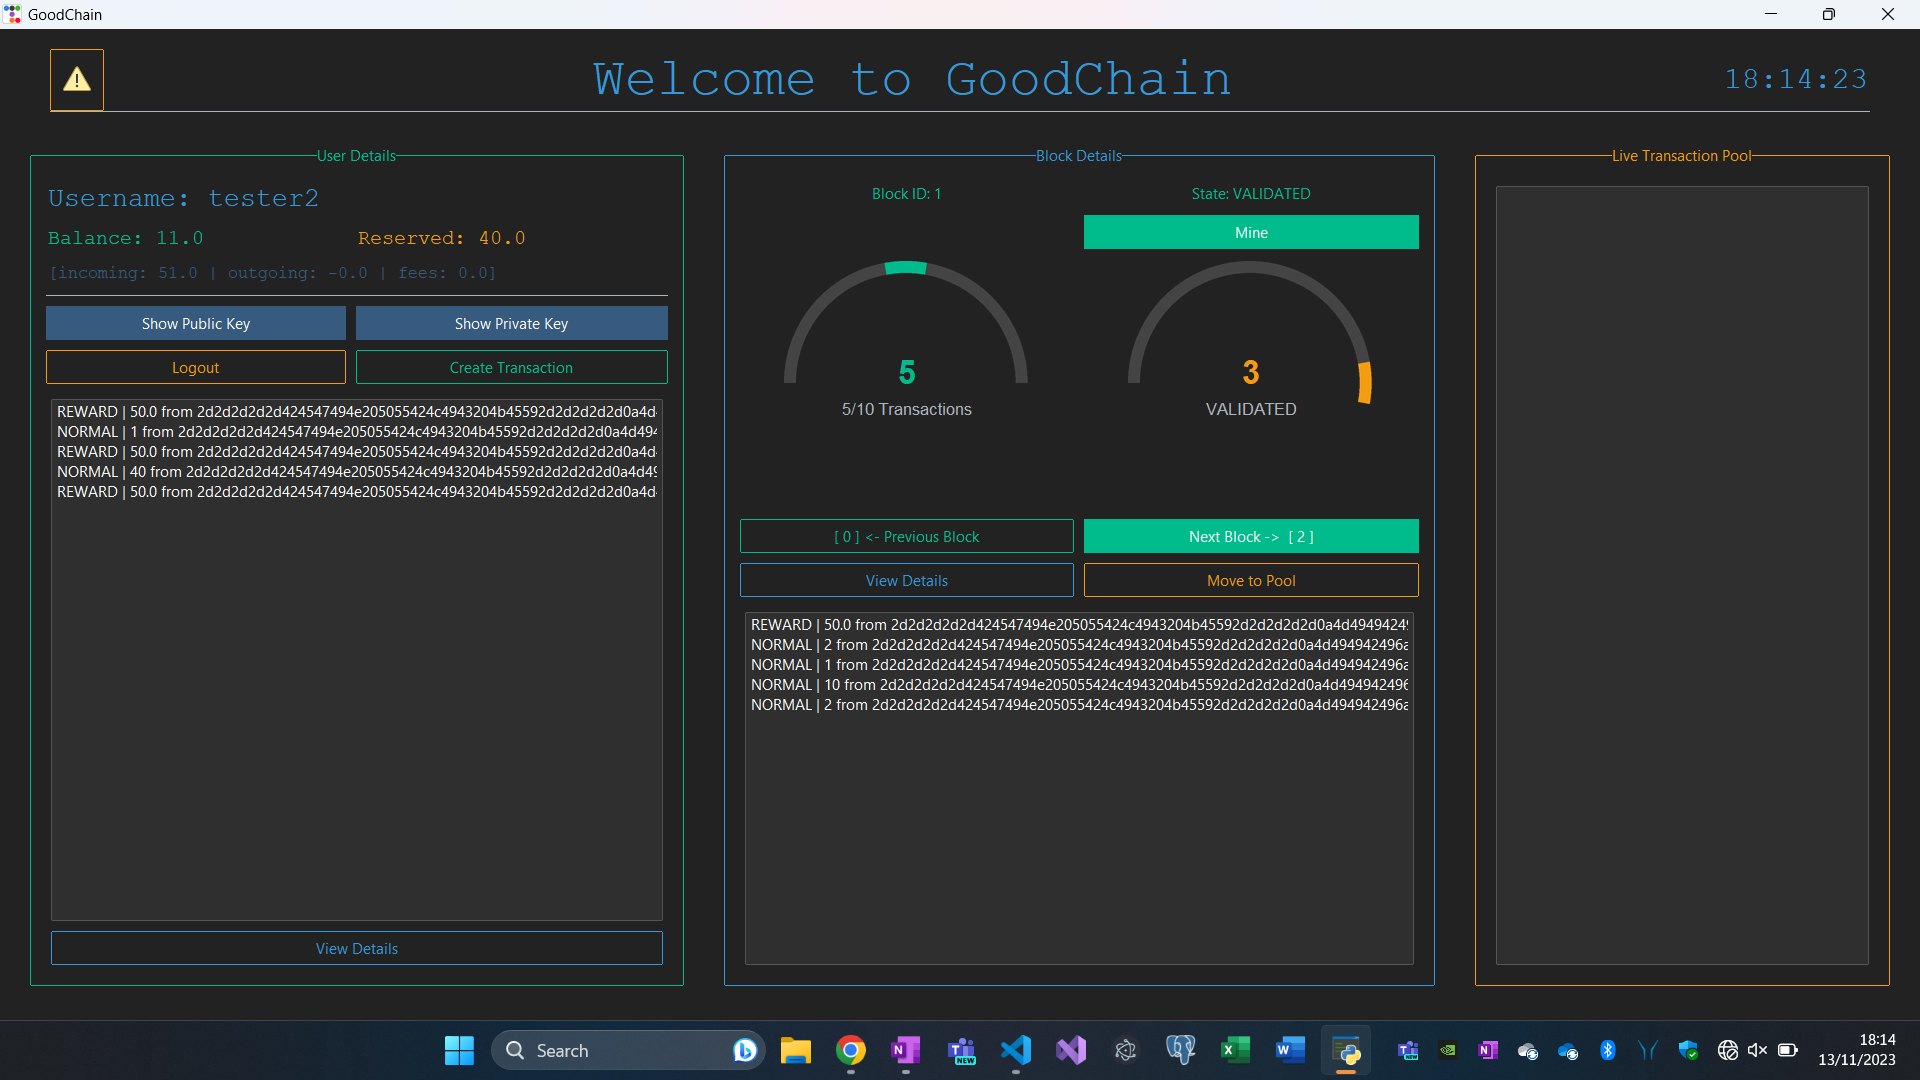 GoodChain
Welcome to GoodChain
18:14:23
User Details
Username: tester2
Balance: 11.0
Reserved: 40.0
[incoming: 51.0 | outgoing: -0.0 | fees: 0.0]
Show Public Key
Show Private Key
Logout
Create Transaction
REWARD | 50.0 from 2d2d2d2d2d424547494e205055424c4943204b45592d2d2d2d2d0a4d
NORMAL | 1 from 2d2d2d2d2d424547494e205055424c4943204b45592d2d2d2d2d0a4d494
REWARD | 50.0 from 2d2d2d2d2d424547494e205055424c4943204b45592d2d2d2d2d0a4d
NORMAL | 40 from 2d2d2d2d2d424547494e205055424c4943204b45592d2d2d2d2d0a4d49
REWARD | 50.0 from 2d2d2d2d2d424547494e205055424c4943204b45592d2d2d2d2d0a4d
View Details
Block Details
Block ID: 1
State: VALIDATED
Mine
5
5/10 Transactions
3
VALIDATED
[ 0 ] <- Previous Block
Next Block -> [ 2 ]
View Details
Move to Pool
REWARD | 50.0 from 2d2d2d2d2d424547494e205055424c4943204b45592d2d2d2d2d0a4d4949424
NORMAL | 2 from 2d2d2d2d2d424547494e205055424c4943204b45592d2d2d2d2d0a4d494942496a
NORMAL | 1 from 2d2d2d2d2d424547494e205055424c4943204b45592d2d2d2d2d0a4d494942496a
NORMAL | 10 from 2d2d2d2d2d424547494e205055424c4943204b45592d2d2d2d2d0a4d494942496
NORMAL | 2 from 2d2d2d2d2d424547494e205055424c4943204b45592d2d2d2d2d0a4d494942496a
Live Transaction Pool
Search
NEW
18:14
13/11/2023